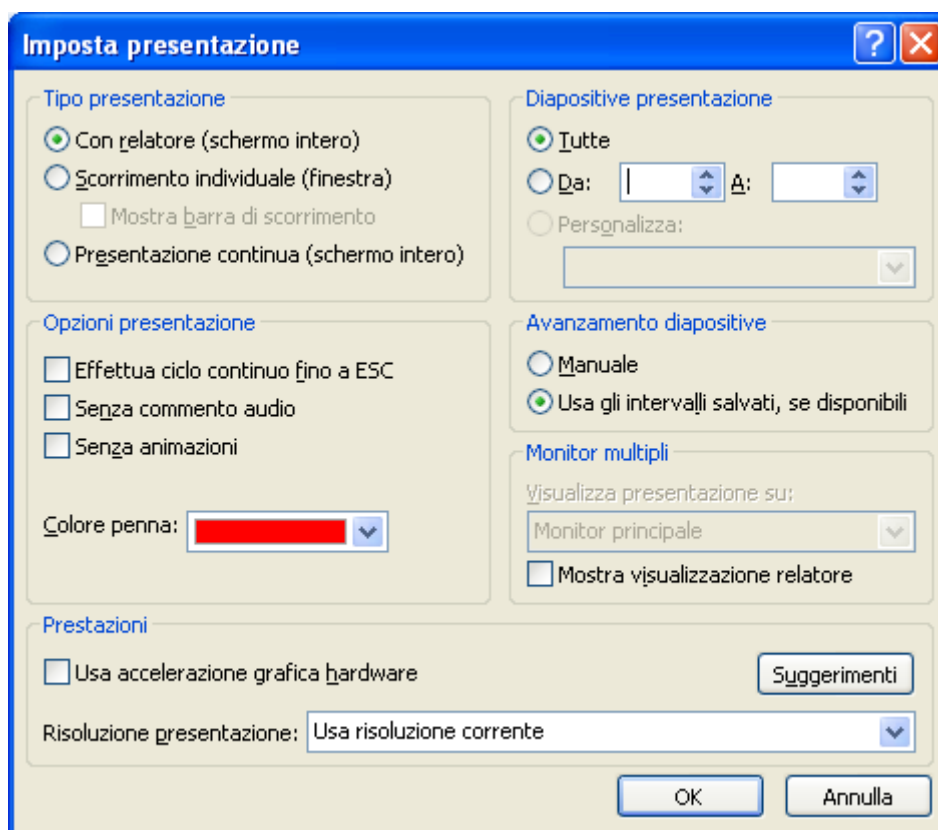 Imposta presentazione
Tipo presentazione
Con relatore (schermo intero)
Scorrimento individuale (finestra)
Mostra barra di scorrimento
Presentazione continua (schermo intero)
Diapositive presentazione
Tutte
Da: A:
Personalizza:
Opzioni presentazione
Effettua ciclo continuo fino a ESC
Senza commento audio
Senza animazioni
Colore penna:
Avanzamento diapositive
Manuale
Usa gli intervalli salvati, se disponibili
Monitor multipli
Visualizza presentazione su:
Monitor principale
Mostra visualizzazione relatore
Prestazioni
Usa accelerazione grafica hardware
Suggerimenti
Risoluzione presentazione: Usa risoluzione corrente
OK Annulla